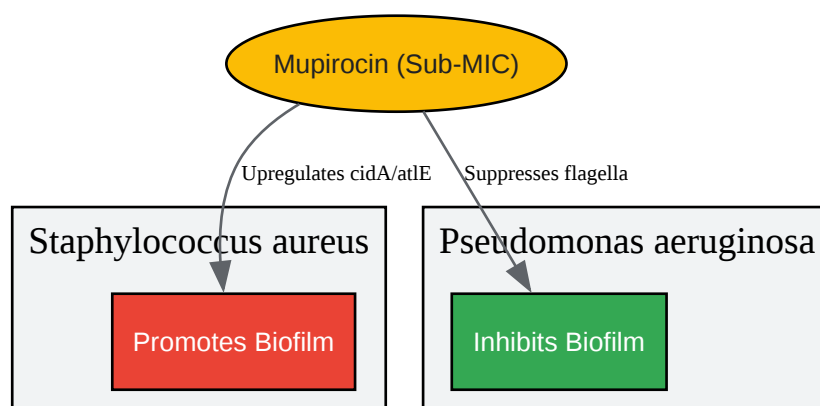 Mupirocin (Sub-MIC)
Upregulates cidA/atlE
Suppresses flagella
Staphylococcus aureus
Pseudomonas aeruginosa
Promotes Biofilm
Inhibits Biofilm